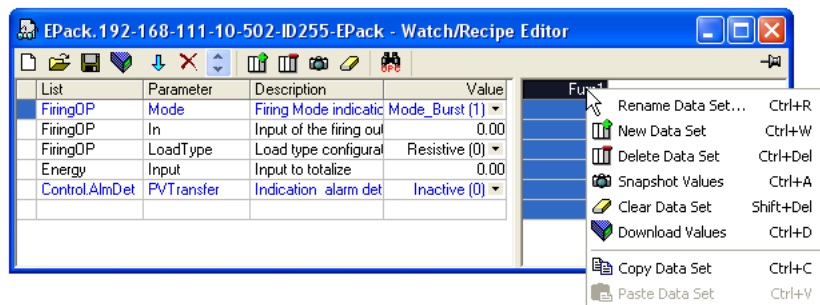 EPack.192-168-111-10-502-ID255-EPack - Watch/Recipe Editor
OPC
List Parameter Description Value
FiringOP Mode Firing Mode indicatic Mode_Burst (1)
FiringOP In Input of the firing out 0.00
FiringOP LoadType Load type configurat Resistive (0)
Energy Input Input to totalize 0.00
Control.AlmDet PVTransfer Indication alarm det Inactive (0)
Rename Data Set... Ctrl+R
New Data Set Ctrl+W
Delete Data Set Ctrl+Del
Snapshot Values Ctrl+A
Clear Data Set Shift+Del
Download Values Ctrl+D
Copy Data Set Ctrl+C
Paste Data Set Ctrl+V